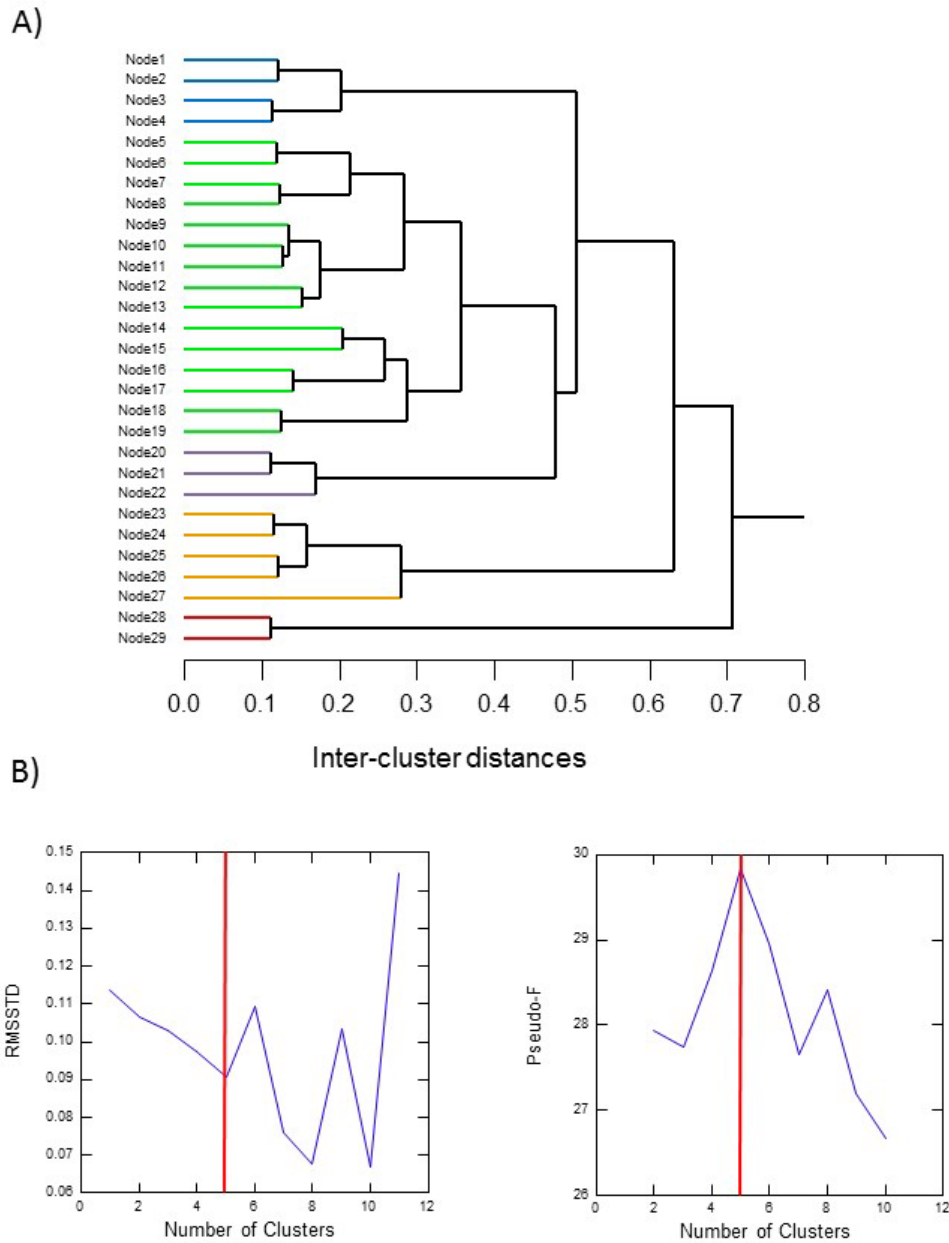 A)
Node1
Node2
Node3
Node4
Node5
Node6
Node7
Node8
Node9
Node10
Node11
Node12
Node13
Node14
Node15
Node16
Node17
Node18
Node19
Node20
Node21
Node22
Node23
Node24
Node25
Node26
Node27
Node28
Node29
0.0 0.1 0.2 0.3 0.4 0.5 0.6 0.7 0.8
Inter-cluster distances
B)
0.15
0.14
0.13
0.12
0.11
0.10
0.09
0.08
0.07
0.06
RMSSTD
0 2 4 6 8 10 12
Number of Clusters
30
29
28
27
26
Pseudo-F
0 2 4 6 8 10 12
Number of Clusters